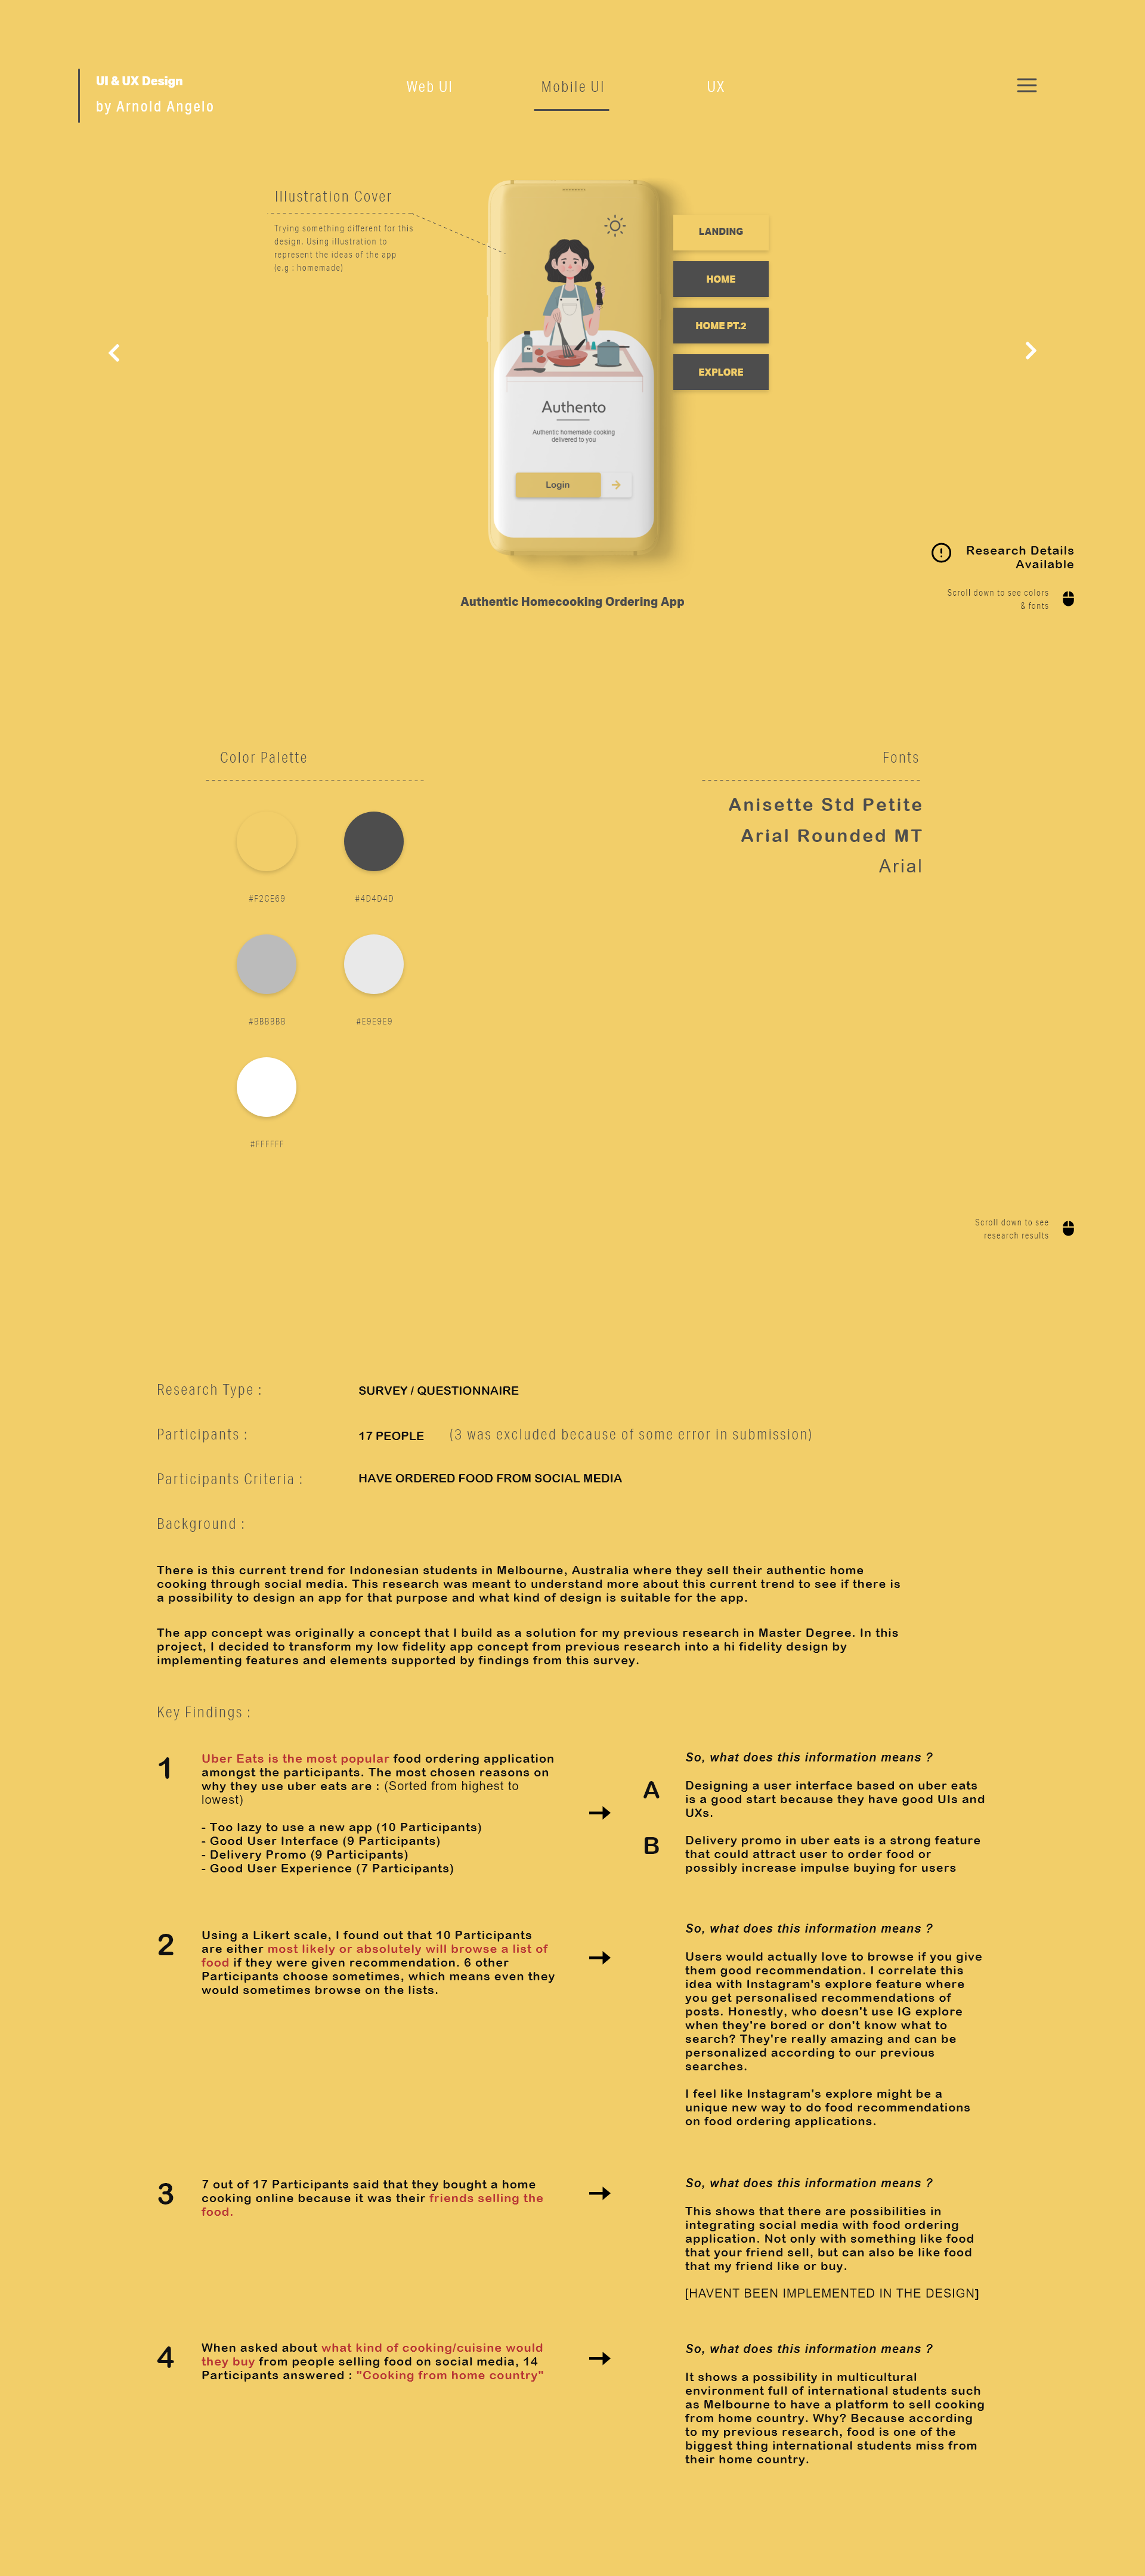 UI & UX Design
by Arnold Angelo
Web UI
Mobile UI
UX
Illustration Cover
Trying something different for this
design. Using illustration to
represent the ideas of the app
(e.g : homemade)
LANDING
HOME
HOME PT.2
EXPLORE
Authento
Authentic homemade cooking
delivered to you
Login
Research Details
Available
Scroll down to see colors
& fonts
Authentic Homecooking Ordering App
Color Palette
#F2CE69
#4D4D4D
#BBBBBB
#E9E9E9
#FFFFFF
Fonts
Anisette Std Petite
Arial Rounded MT
Arial
Scroll down to see
research results
Research Type :
SURVEY / QUESTIONNAIRE
Participants :
17 PEOPLE (3 was excluded because of some error in submission)
Participants Criteria :
HAVE ORDERED FOOD FROM SOCIAL MEDIA
Background :
There is this current trend for Indonesian students in Melbourne, Australia where they sell their authentic home
cooking through social media. This research was meant to understand more about this current trend to see if there is
a possibility to design an app for that purpose and what kind of design is suitable for the app.
The app concept was originally a concept that I build as a solution for my previous research in Master Degree. In this
project, I decided to transform my low fidelity app concept from previous research into a hi fidelity design by
implementing features and elements supported by findings from this survey.
Key Findings :
1
Uber Eats is the most popular food ordering application
amongst the participants. The most chosen reasons on
why they use uber eats are : (Sorted from highest to
lowest)
- Too lazy to use a new app (10 Participants)
- Good User Interface (9 Participants)
- Delivery Promo (9 Participants)
- Good User Experience (7 Participants)
So, what does this information means ?
A
Designing a user interface based on uber eats
is a good start because they have good UIs and
UXs.
B
Delivery promo in uber eats is a strong feature
that could attract user to order food or
possibly increase impulse buying for users
2
Using a Likert scale, I found out that 10 Participants
are either most likely or absolutely will browse a list of
food if they were given recommendation. 6 other
Participants choose sometimes, which means even they
would sometimes browse on the lists.
So, what does this information means ?
Users would actually love to browse if you give
them good recommendation. I correlate this
idea with Instagram's explore feature where
you get personalised recommendations of
posts. Honestly, who doesn't use IG explore
when they're bored or don't know what to
search? They're really amazing and can be
personalized according to our previous
searches.
I feel like Instagram's explore might be a
unique new way to do food recommendations
on food ordering applications.
3
7 out of 17 Participants said that they bought a home
cooking online because it was their friends selling the
food.
So, what does this information means ?
This shows that there are possibilities in
integrating social media with food ordering
application. Not only with something like food
that your friend sell, but can also be like food
that my friend like or buy.
[HAVENT BEEN IMPLEMENTED IN THE DESIGN]
4
When asked about what kind of cooking/cuisine would
they buy from people selling food on social media, 14
Participants answered : "Cooking from home country"
So, what does this information means ?
It shows a possibility in multicultural
environment full of international students such
as Melbourne to have a platform to sell cooking
from home country. Why? Because according
to my previous research, food is one of the
biggest thing international students miss from
their home country.